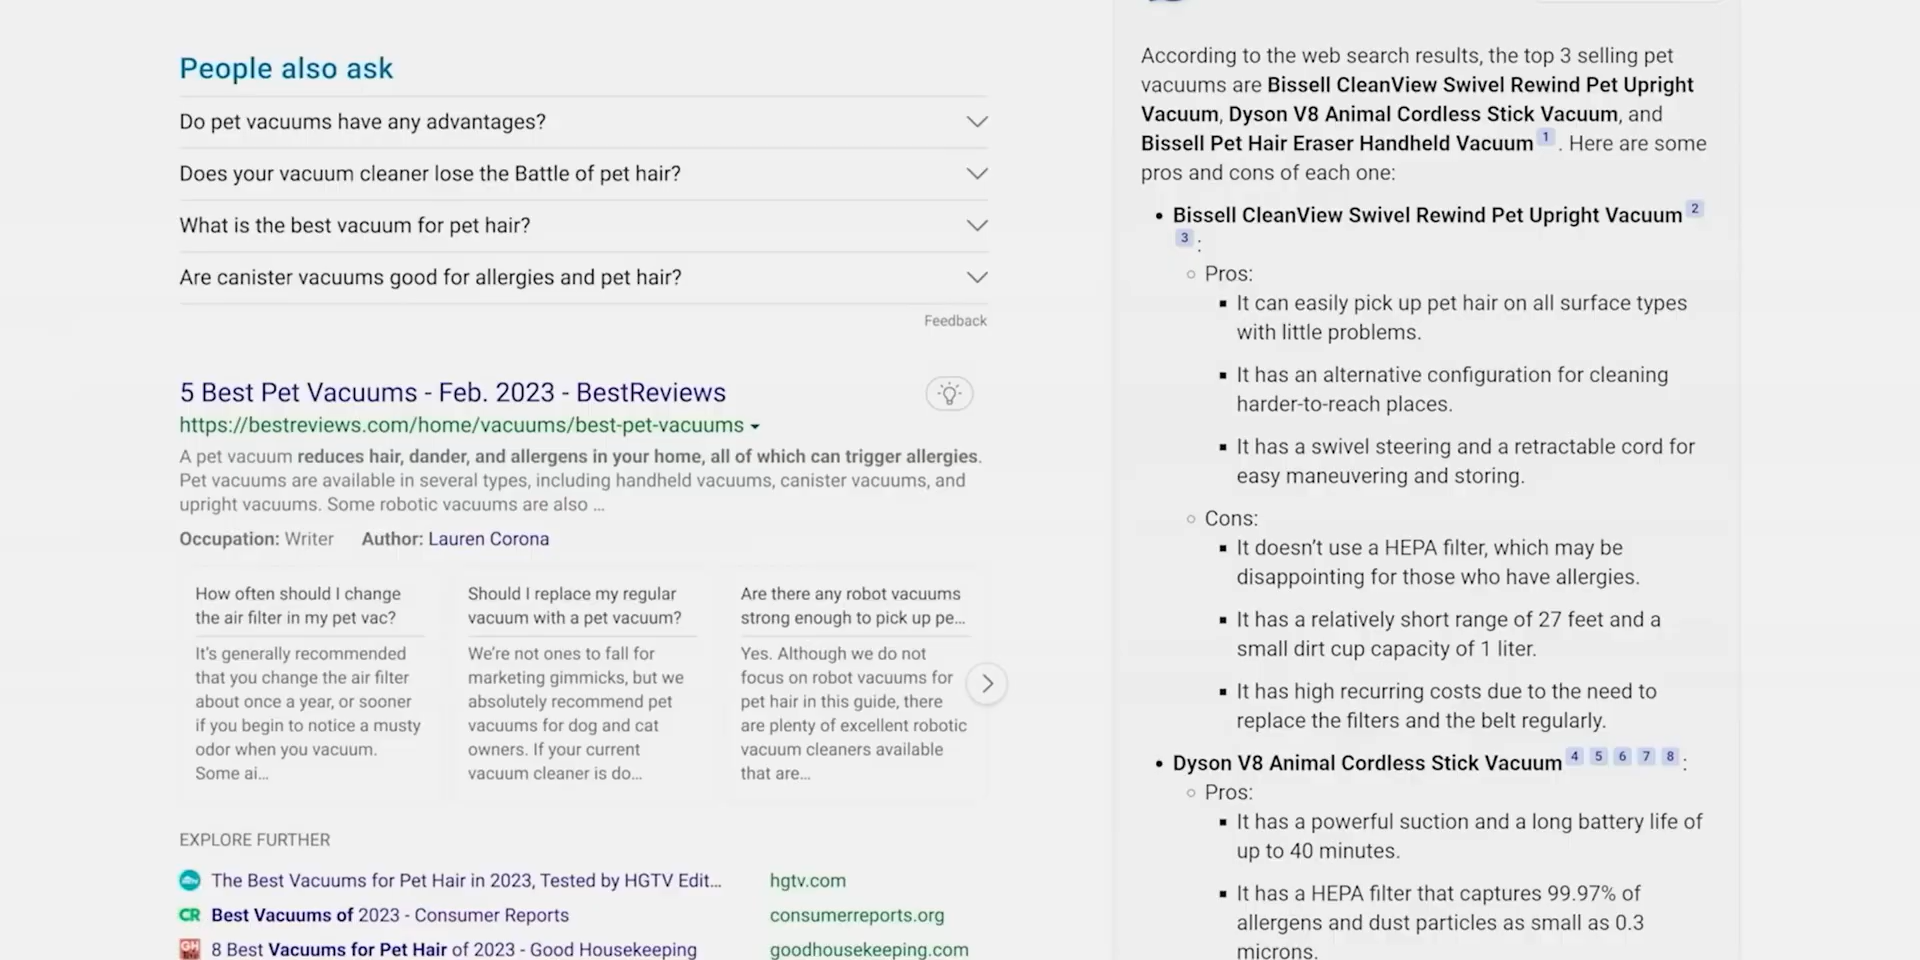 People also ask
Do pet vacuums have any advantages?
Does your vacuum cleaner lose the Battle of pet hair?
What is the best vacuum for pet hair?
Are canister vacuums good for allergies and pet hair?
Feedback
5 Best Pet Vacuums - Feb. 2023 - BestReviews
https://bestreviews.com/home/vacuums/best-pet-vacuums
A pet vacuum reduces hair, dander, and allergens in your home, all of which can trigger allergies.
Pet vacuums are available in several types, including handheld vacuums, canister vacuums, and
upright vacuums. Some robotic vacuums are also ...
Occupation: Writer Author: Lauren Corona
How often should I change
the air filter in my pet vac?
It's generally recommended
that you change the air filter
about once a year, or sooner
if you begin to notice a musty
odor when you vacuum.
Some ai...
Should I replace my regular
vacuum with a pet vacuum?
We're not ones to fall for
marketing gimmicks, but we
absolutely recommend pet
vacuums for dog and cat
owners. If your current
vacuum cleaner is do...
Are there any robot vacuums
strong enough to pick up pe...
Yes. Although we do not
focus on robot vacuums for
pet hair in this guide, there
are plenty of excellent robotic
vacuum cleaners available
that are...
EXPLORE FURTHER
The Best Vacuums for Pet Hair in 2023, Tested by HGTV Edit... hgtv.com
CR Best Vacuums of 2023 - Consumer Reports consumerreports.org
GH 8 Best Vacuums for Pet Hair of 2023 - Good Housekeeping goodhousekeeping.com
According to the web search results, the top 3 selling pet
vacuums are Bissell CleanView Swivel Rewind Pet Upright
Vacuum, Dyson V8 Animal Cordless Stick Vacuum, and
Bissell Pet Hair Eraser Handheld Vacuum 1 . Here are some
pros and cons of each one:
• Bissell CleanView Swivel Rewind Pet Upright Vacuum 2
3 :
Pros:
It can easily pick up pet hair on all surface types
with little problems.
It has an alternative configuration for cleaning
harder-to-reach places.
It has a swivel steering and a retractable cord for
easy maneuvering and storing.
Cons:
It doesn't use a HEPA filter, which may be
disappointing for those who have allergies.
It has a relatively short range of 27 feet and a
small dirt cup capacity of 1 liter.
It has high recurring costs due to the need to
replace the filters and the belt regularly.
• Dyson V8 Animal Cordless Stick Vacuum 4 5 6 7 8 :
Pros:
It has a powerful suction and a long battery life of
up to 40 minutes.
It has a HEPA filter that captures 99.97% of
allergens and dust particles as small as 0.3
microns.